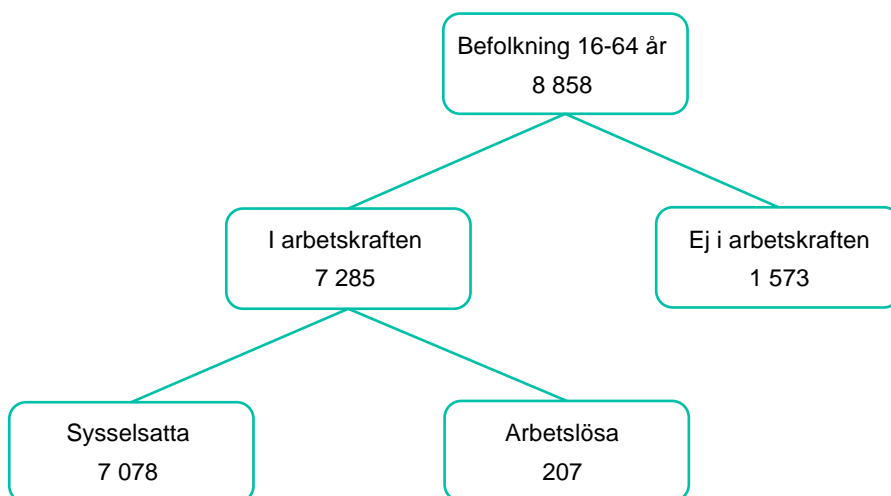 Befolkning 16-64 år
8 858
I arbetskraften
7 285
Ej i arbetskraften
1 573
Sysselsatta
7 078
Arbetslösa
207